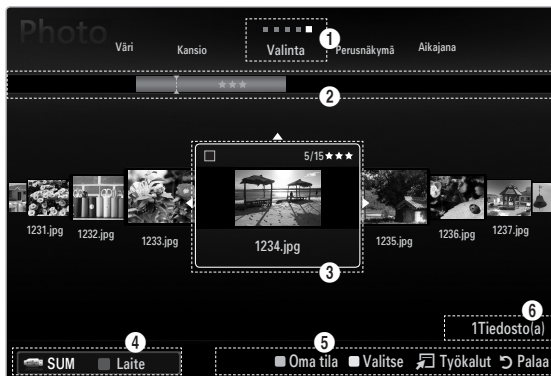 Photo
Väri Kansio Valinta Perusnäkymä Aikajana
1
2
5/15★★★
1231.jpg 1232.jpg 1233.jpg 1234.jpg 1235.jpg 1236.jpg 1237.jpg
3
6
1Tiedosto(a)
4 5
SUM Laite Oma tila Valitse Työkalut Palaa